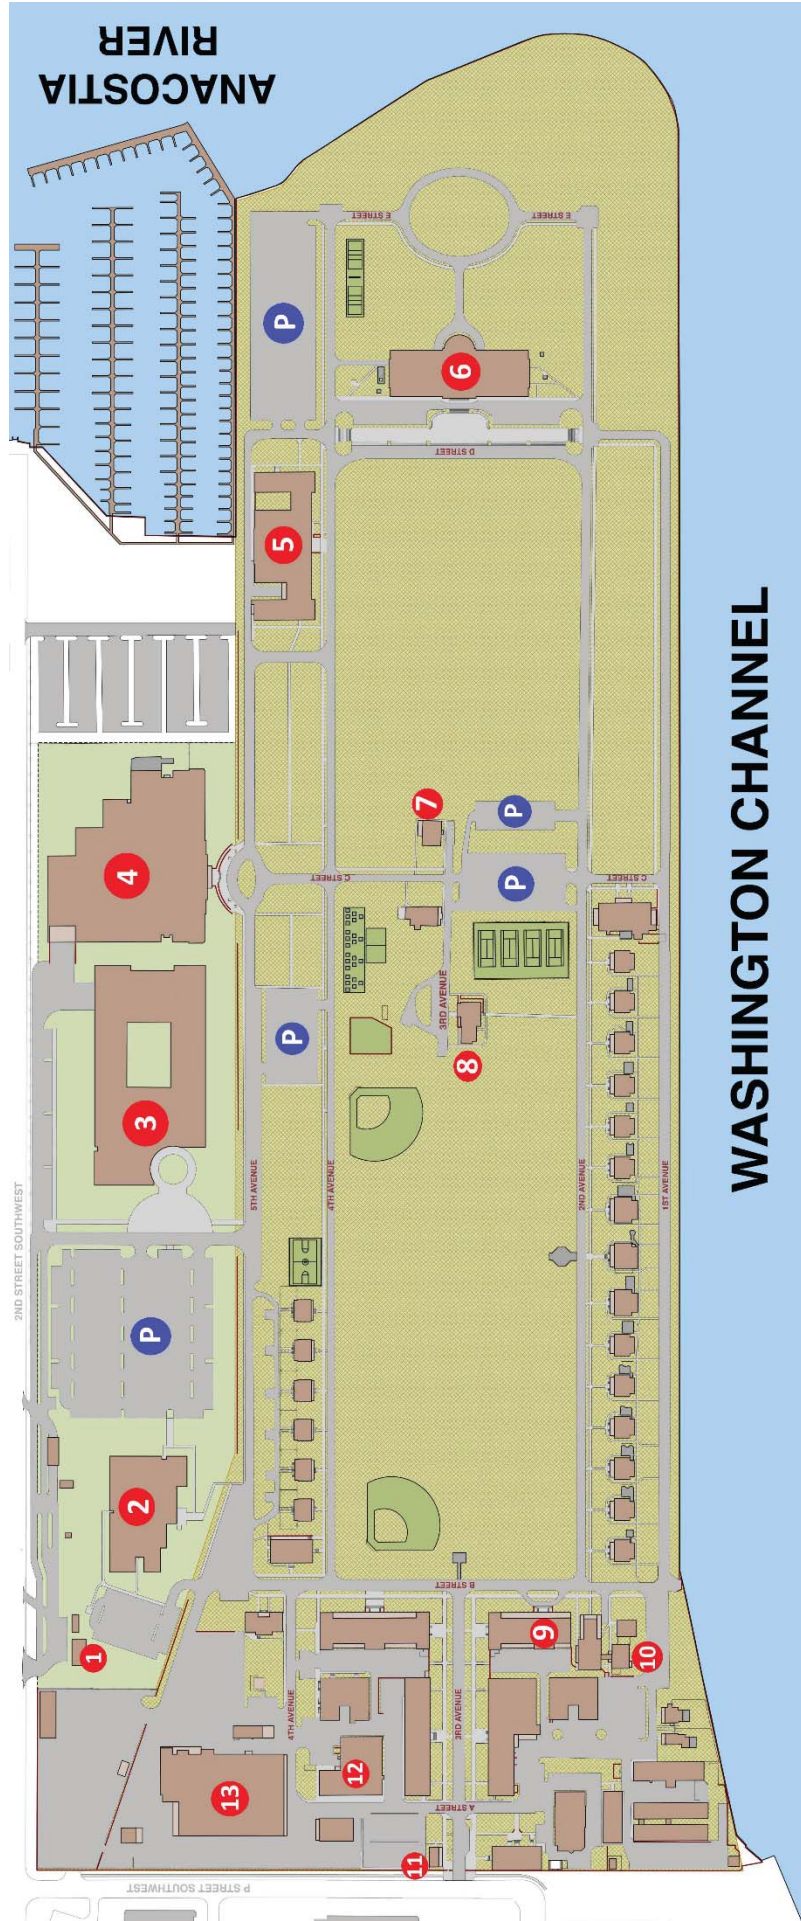 ANACOSTIA
RIVER
E STREET
E STREET
P
6
D STREET
5
7
P
P
C STREET
C STREET
4
3RD AVENUE
8
P
3
5TH AVENUE
4TH AVENUE
2ND AVENUE
1ST AVENUE
2ND STREET SOUTHWEST
WASHINGTON CHANNEL
P
2
B STREET
1
9
10
4TH AVENUE
3RD AVENUE
12
13
A STREET
11
P STREET SOUTHWEST